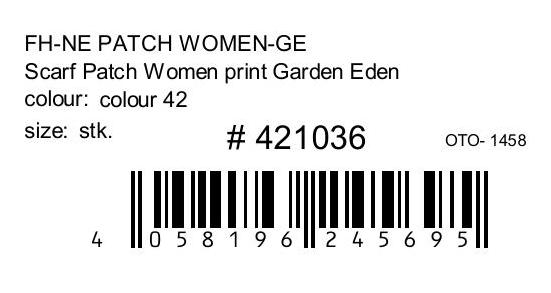 FH-NE PATCH WOMEN-GE
Scarf Patch Women print Garden Eden
colour: colour 42
size: stk.
# 421036
OTO- 1458
4 058196 245695